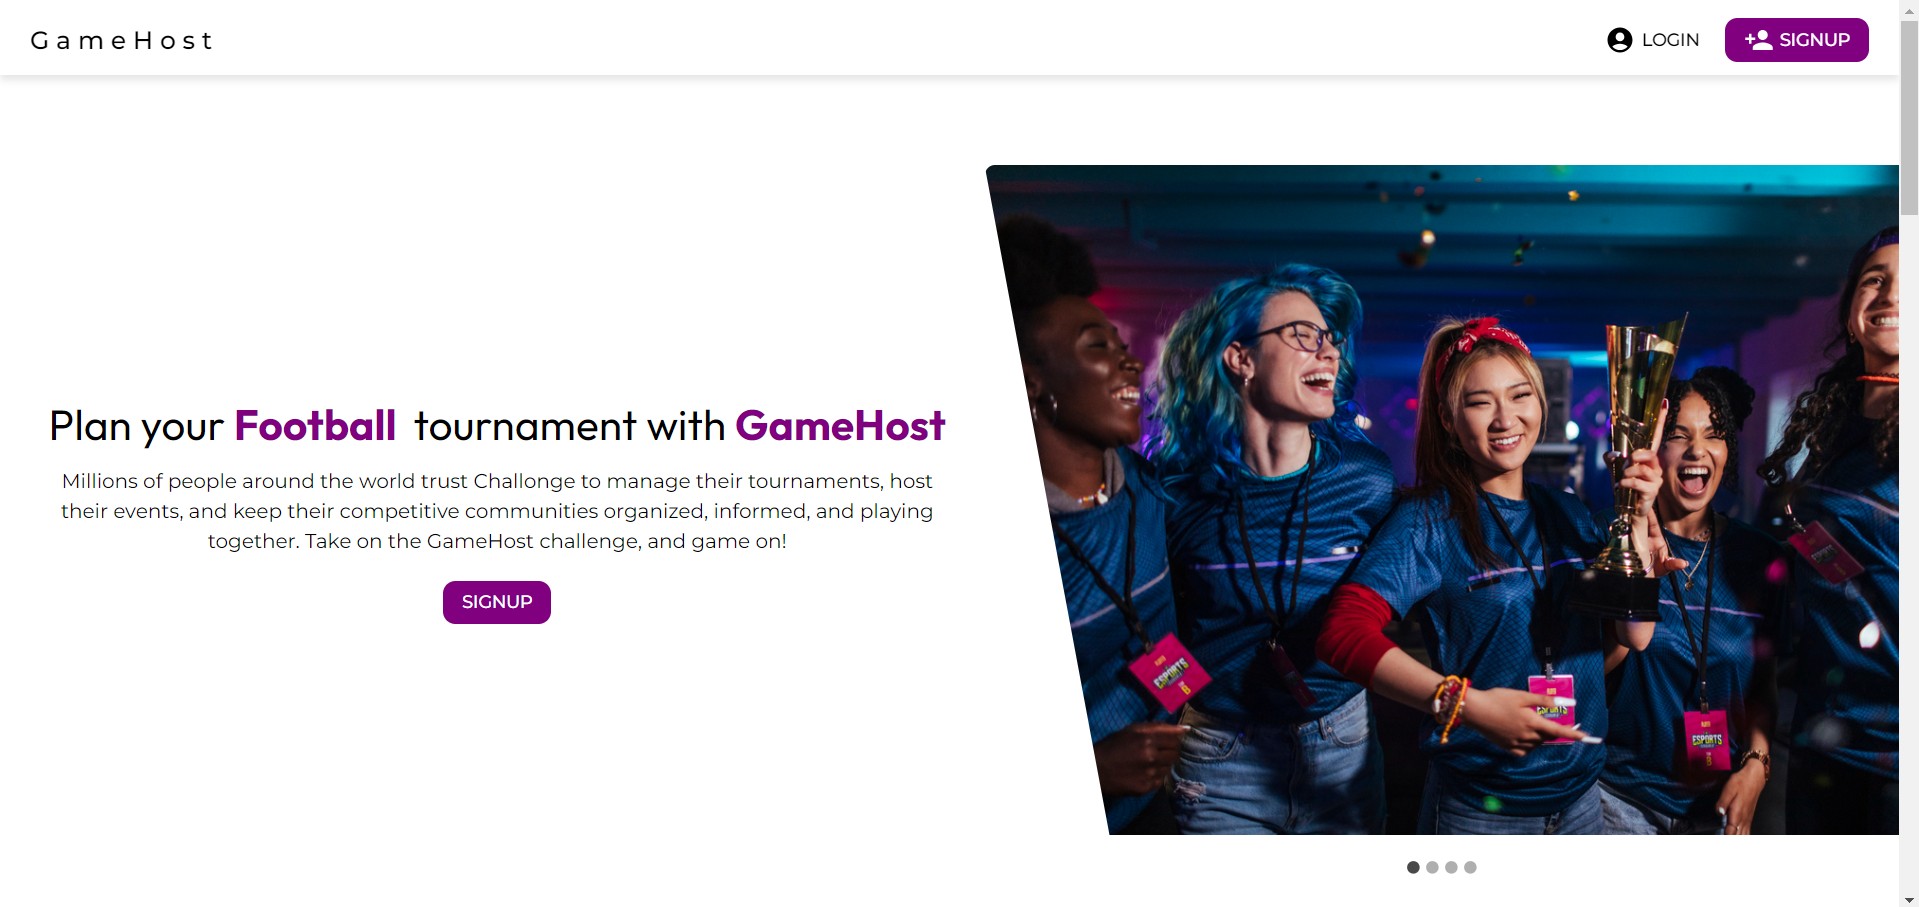 GameHost
LOGIN
SIGNUP
Plan your Football tournament with GameHost
Millions of people around the world trust Challonge to manage their tournaments, host
their events, and keep their competitive communities organized, informed, and playing
together. Take on the GameHost challenge, and game on!
SIGNUP
ESPORTS
ESPORTS
ESPORTS